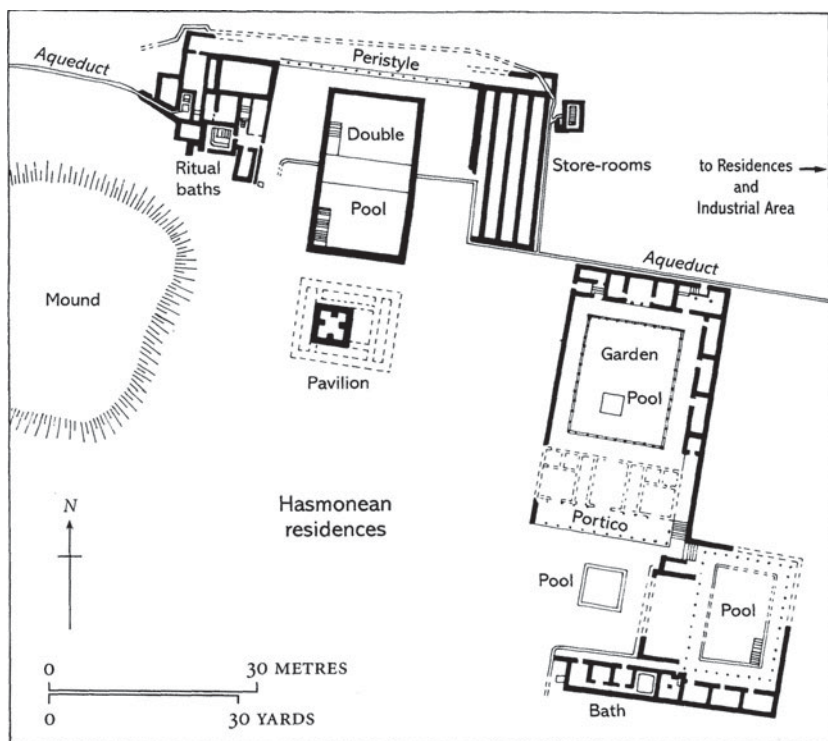 Aqueduct
Peristyle
Double
Pool
Ritual
baths
Store-rooms
to Residences
and
Industrial Area
Aqueduct
Mound
Pavilion
Garden
Pool
N
Hasmonean
residences
Portico
Pool
Pool
0 30 METRES
0 30 YARDS
Bath